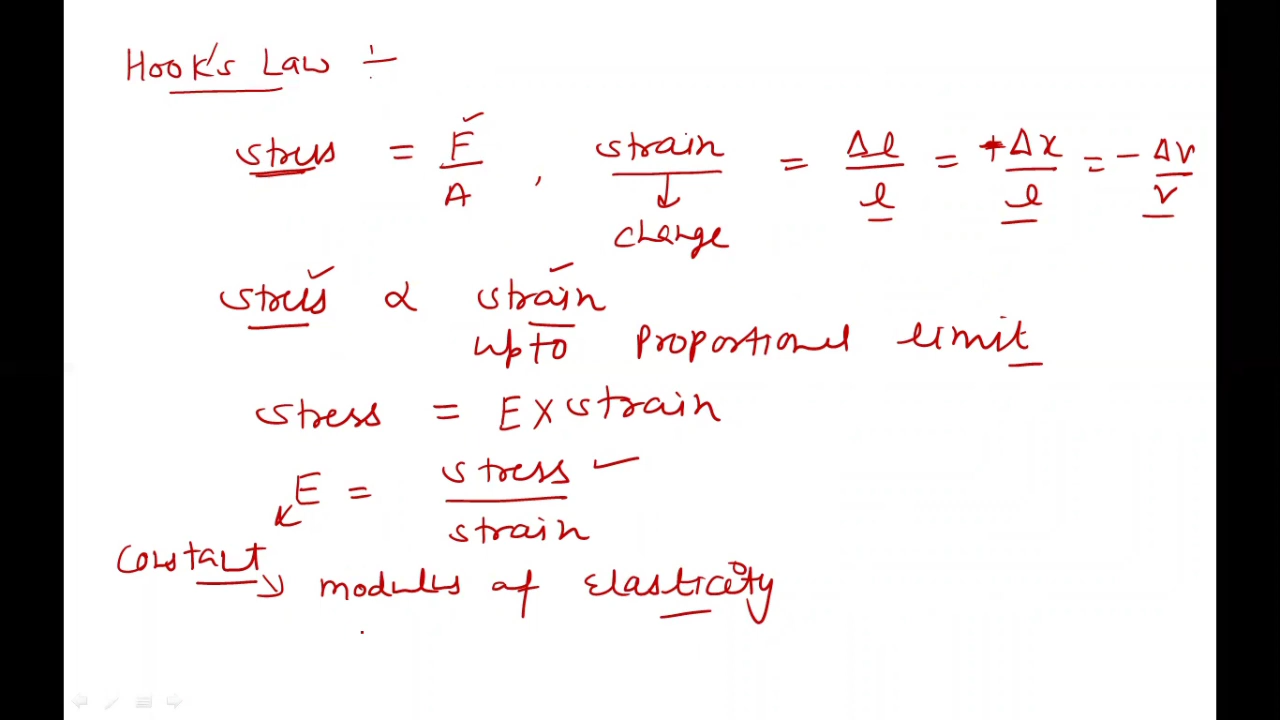 Hook's Law ÷
stress = F/A , strain = Δl/l = +Δx/l = - Δv/v
change
stress ∝ strain
upto proportional limit
stress = E X strain
E = stress/strain
constant
modulus of Elasticity